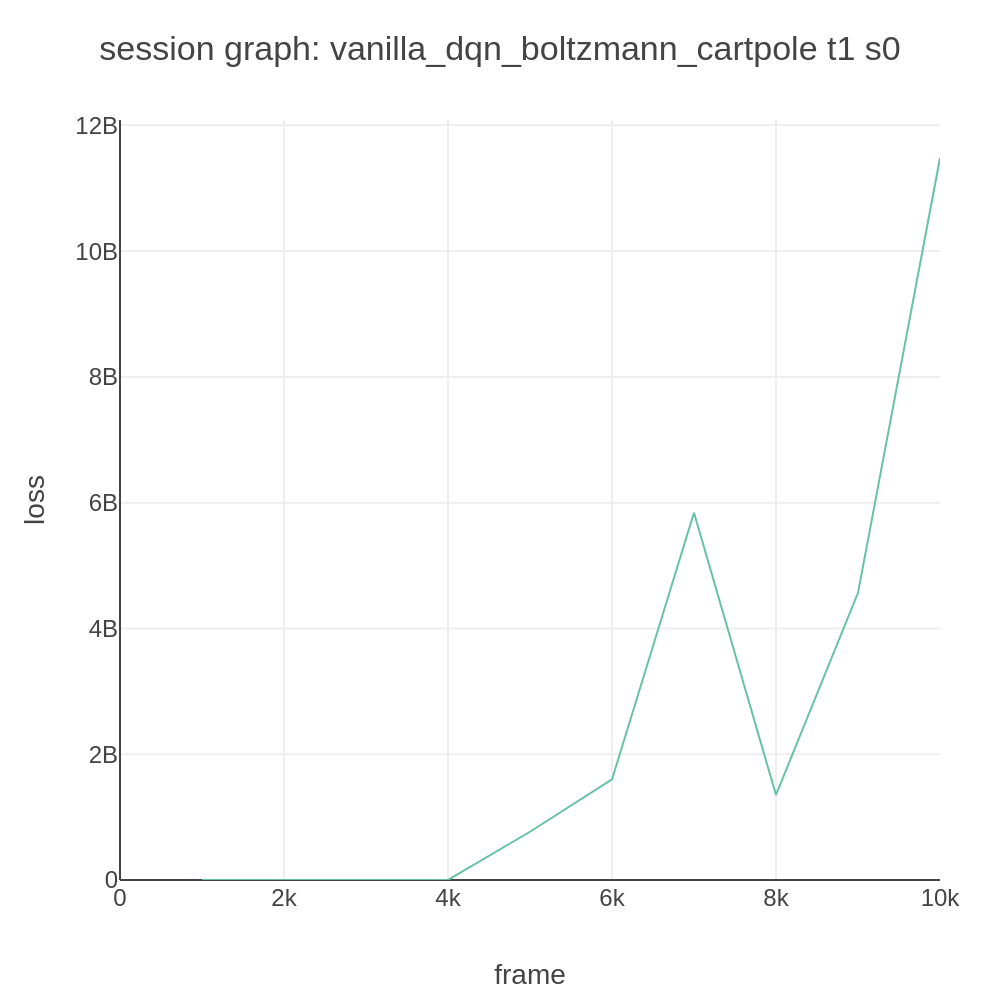 session graph: vanilla_dqn_boltzmann_cartpole t1 s0
12B
10B
8B
6B
4B
2B
0
loss
0 2k 4k 6k 8k 10k
frame